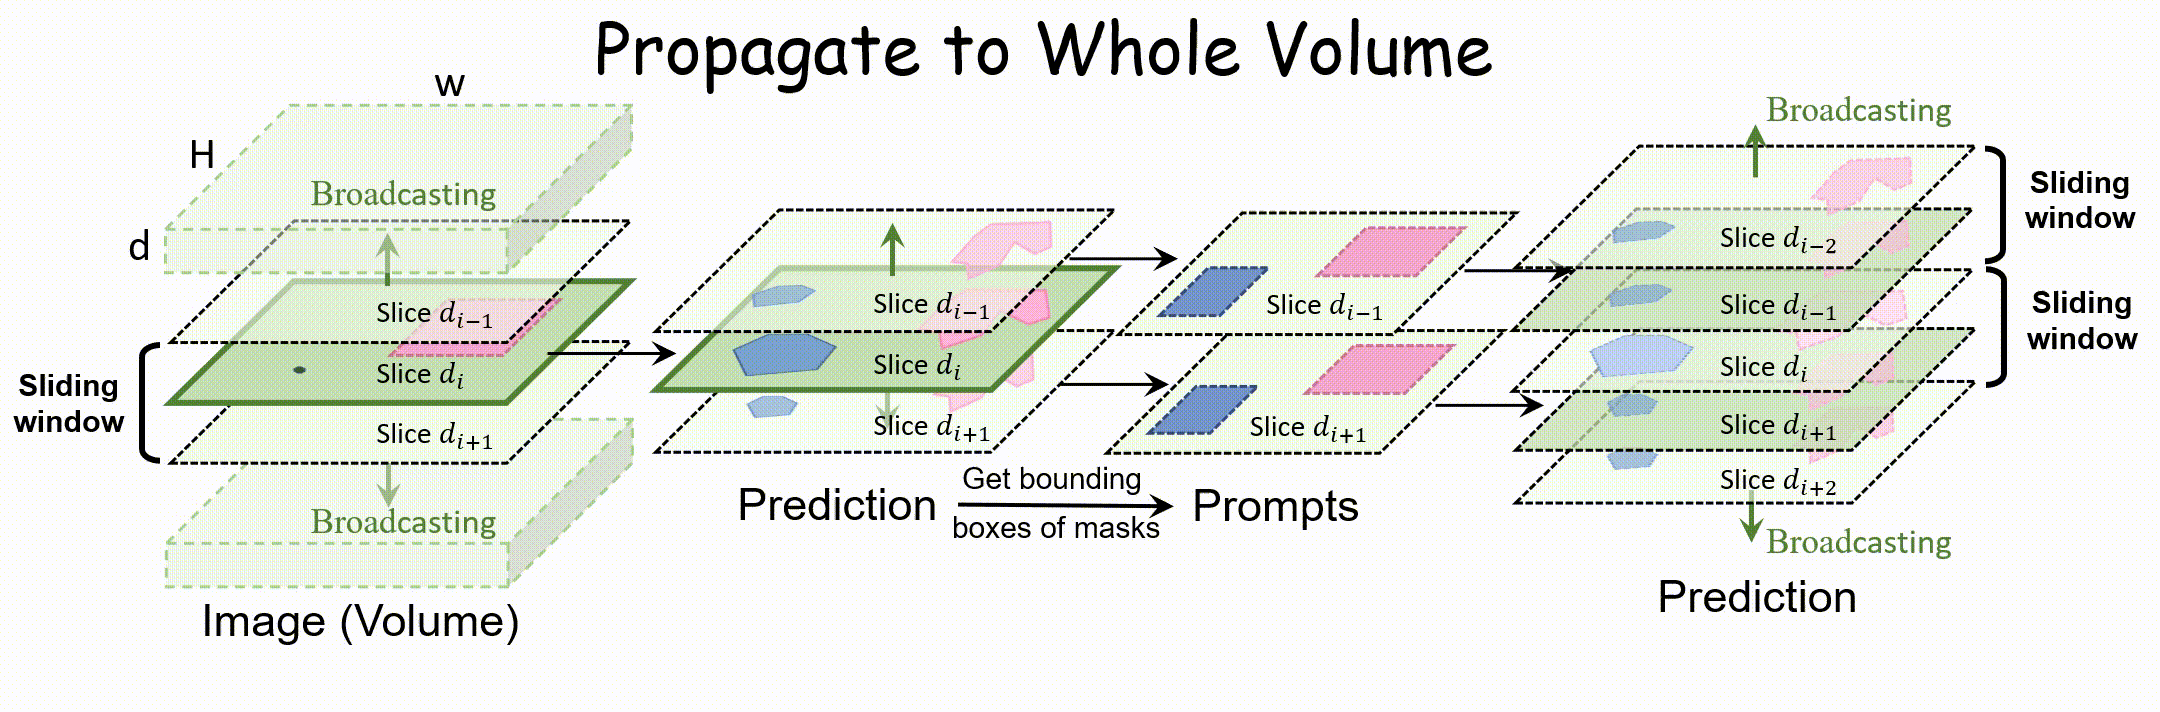 Propagate to Whole Volume
W
H
d
Broadcasting
Slice d_{i-1}
Slice d_i
Slice d_{i+1}
Sliding
window
Broadcasting
Image (Volume)
Slice d_{i-1}
Slice d_i
Slice d_{i+1}
Prediction
Get bounding
boxes of masks
Slice d_{i-1}
Slice d_{i+1}
Prompts
Broadcasting
Slice d_{i-2}
Slice d_{i-1}
Slice d_i
Slice d_{i+1}
Slice d_{i+2}
Sliding
window
Sliding
window
Broadcasting
Prediction